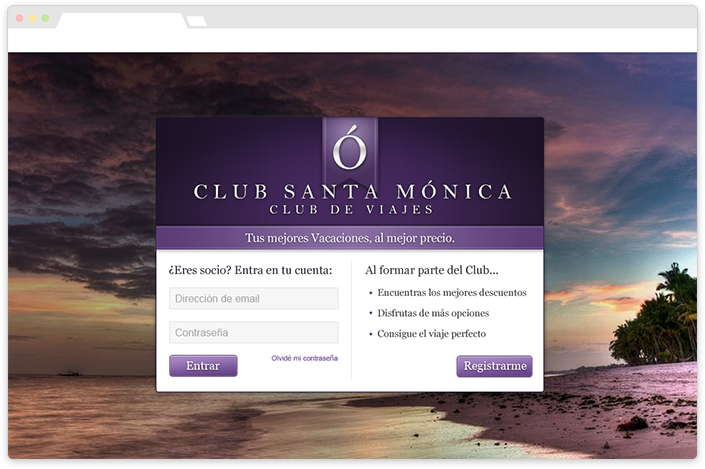 Ó
CLUB SANTA MÓNICA
CLUB DE VIAJES
Tus mejores Vacaciones, al mejor precio.
¿Eres socio? Entra en tu cuenta:
Dirección de email
Contraseña
Entrar
Olvidé mi contraseña
Al formar parte del Club...
• Encuentras los mejores descuentos
• Disfrutas de más opciones
• Consigue el viaje perfecto
Registrarme